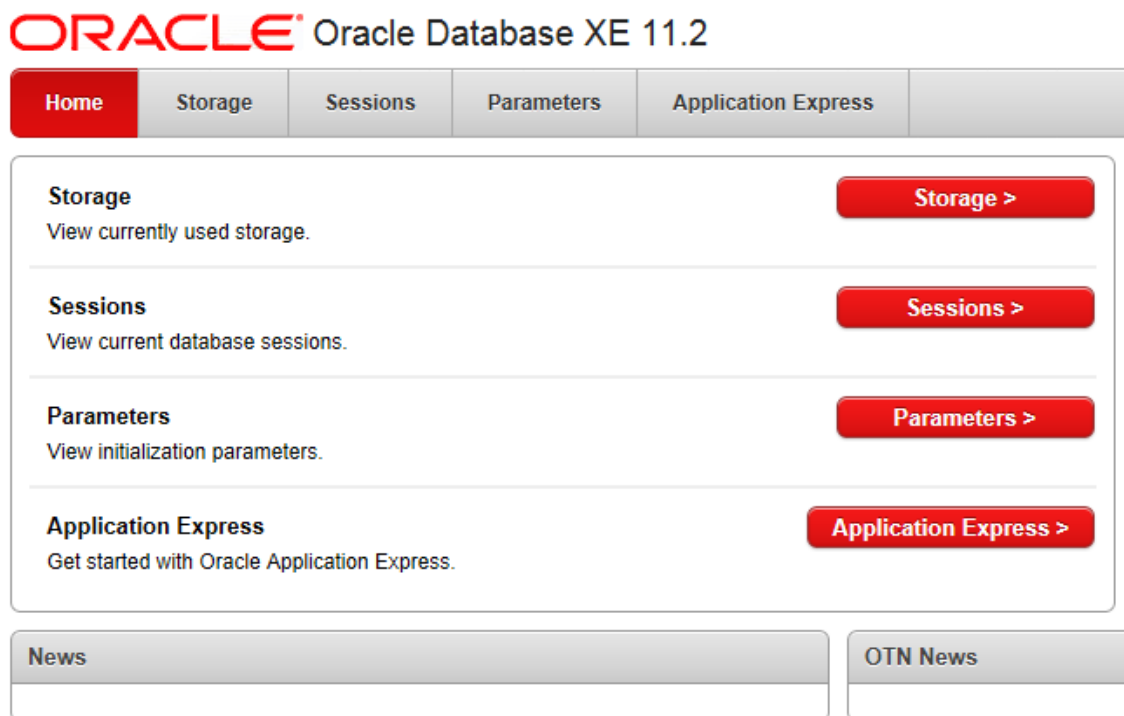 ORACLE Oracle Database XE 11.2
Home Storage Sessions Parameters Application Express
Storage
Storage >
View currently used storage.
Sessions
Sessions >
View current database sessions.
Parameters
Parameters >
View initialization parameters.
Application Express
Application Express >
Get started with Oracle Application Express.
News
OTN News